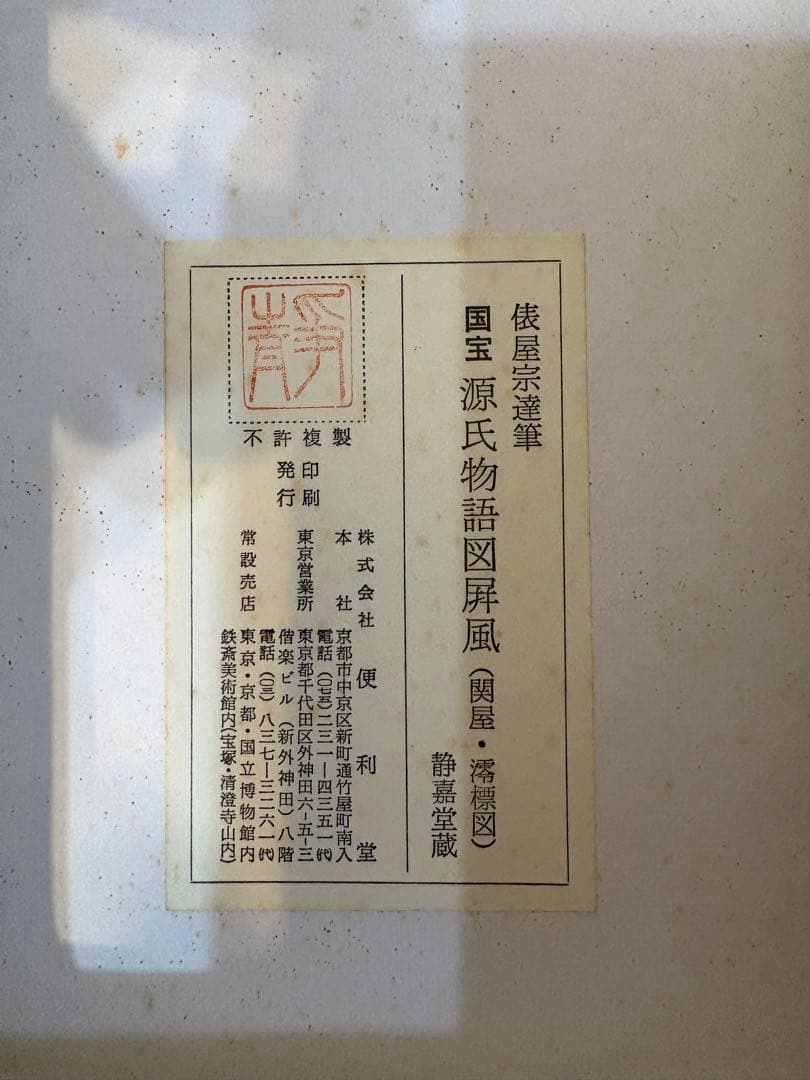 俵屋宗達筆
国宝 源氏物語図屏風(関屋・澪標図)
静嘉堂蔵
静
不許複製
印刷
発行
株式会社 便利堂
本社 京都市中京区新町通竹屋町南入
電話(〇七五)二三一―四三五一(代)
東京営業所 東京都千代田区外神田六-五-三
偕楽ビル(新外神田)八階
電話(〇三)八三七―三二六一(代)
常設売店 東京・京都・国立博物館内
鉄斎美術館内(宝塚・清澄寺山内)